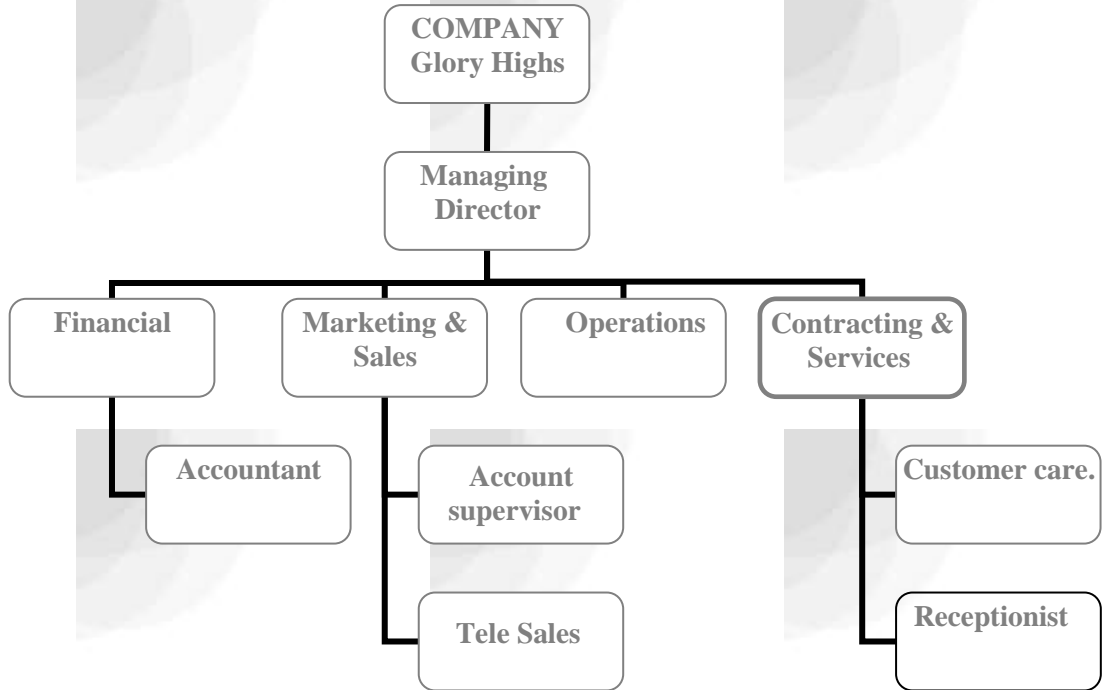 COMPANY
Glory Highs
Managing
Director
Financial
Marketing &
Sales
Operations
Contracting &
Services
Accountant
Account
supervisor
Customer care.
Tele Sales
Receptionist